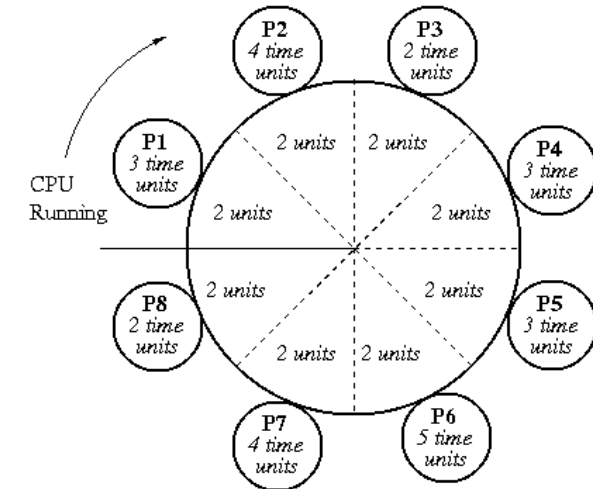 P2
4 time
units
P3
2 time
units
P1
3 time
units
2 units
2 units
P4
3 time
units
CPU
Running
2 units
2 units
P8
2 time
units
2 units
2 units
P5
3 time
units
2 units
2 units
P7
4 time
units
P6
5 time
units